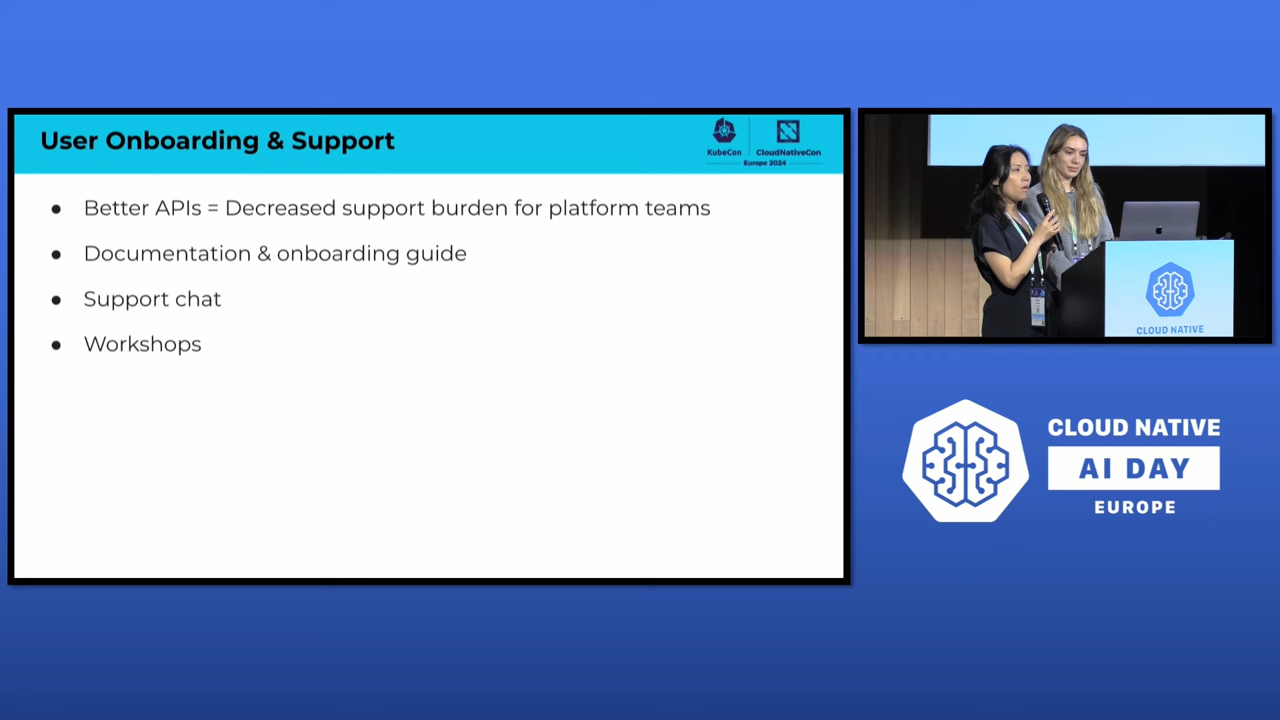 User Onboarding & Support
KubeCon
CloudNativeCon
Europe 2024
● Better APIs = Decreased support burden for platform teams
● Documentation & onboarding guide
● Support chat
● Workshops
CLOUD NATIVE
CLOUD NATIVE
AI DAY
EUROPE